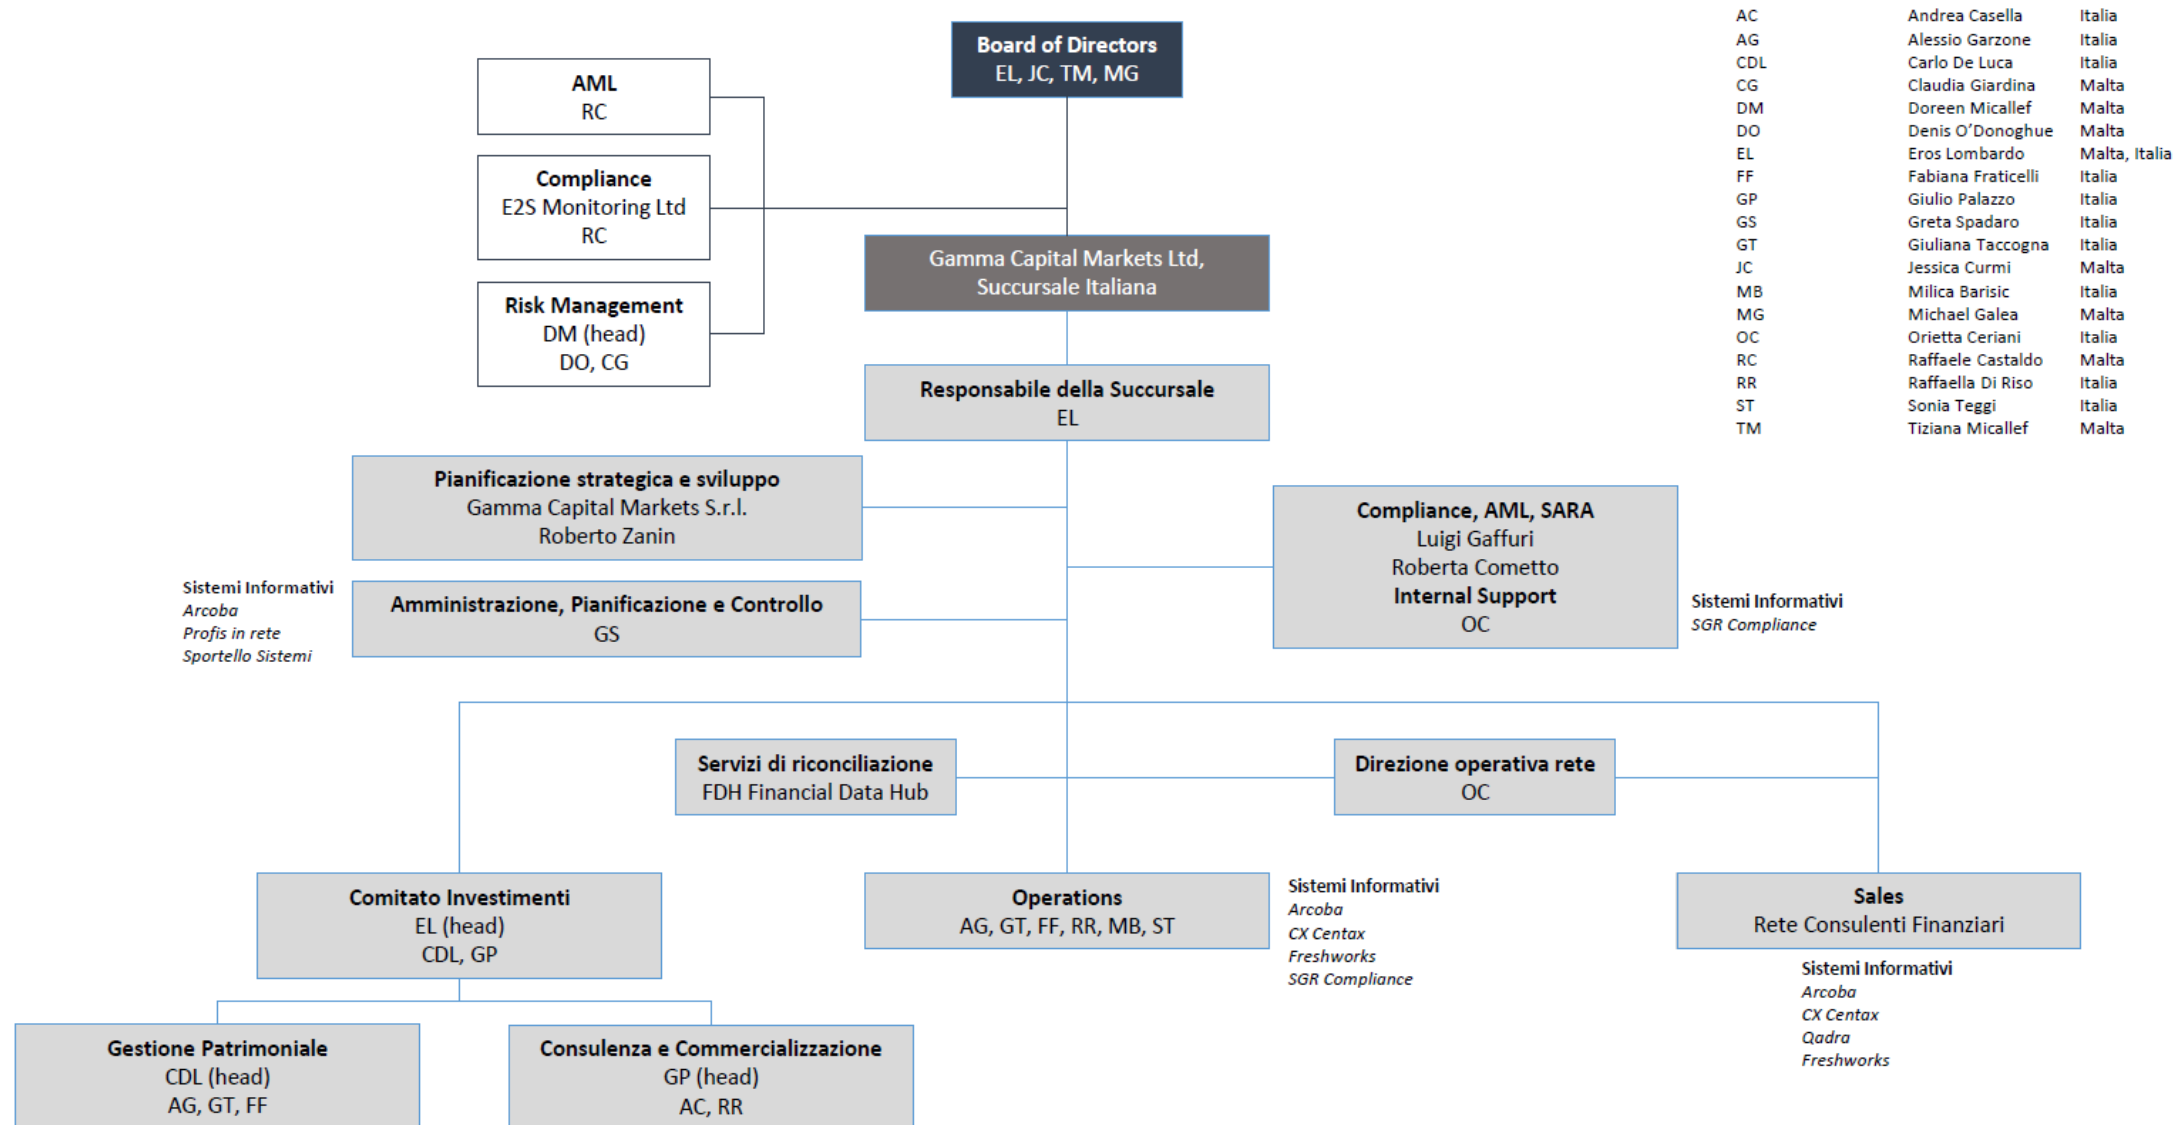 Board of Directors
EL, JC, TM, MG
AML
RC
Compliance
E2S Monitoring Ltd
RC
Risk Management
DM (head)
DO, CG
Gamma Capital Markets Ltd,
Succursale Italiana
Responsabile della Succursale
EL
AC Andrea Casella Italia
AG Alessio Garzone Italia
CDL Carlo De Luca Italia
CG Claudia Giardina Malta
DM Doreen Micallef Malta
DO Denis O’Donoghue Malta
EL Eros Lombardo Malta, Italia
FF Fabiana Fraticelli Italia
GP Giulio Palazzo Italia
GS Greta Spadaro Italia
GT Giuliana Taccogna Italia
JC Jessica Curmi Malta
MB Milica Barisic Italia
MG Michael Galea Malta
OC Orietta Ceriani Italia
RC Raffaele Castaldo Malta
RR Raffaella Di Riso Italia
ST Sonia Teggi Italia
TM Tiziana Micallef Malta
Pianificazione strategica e sviluppo
Gamma Capital Markets S.r.l.
Roberto Zanin
Sistemi Informativi
Arcoba
Profis in rete
Sportello Sistemi
Amministrazione, Pianificazione e Controllo
GS
Compliance, AML, SARA
Luigi Gaffuri
Roberta Cometto
Internal Support
OC
Sistemi Informativi
SGR Compliance
Servizi di riconciliazione
FDH Financial Data Hub
Direzione operativa rete
OC
Comitato Investimenti
EL (head)
CDL, GP
Operations
AG, GT, FF, RR, MB, ST
Sistemi Informativi
Arcoba
CX Centax
Freshworks
SGR Compliance
Sales
Rete Consulenti Finanziari
Sistemi Informativi
Arcoba
CX Centax
Qadra
Freshworks
Gestione Patrimoniale
CDL (head)
AG, GT, FF
Consulenza e Commercializzazione
GP (head)
AC, RR